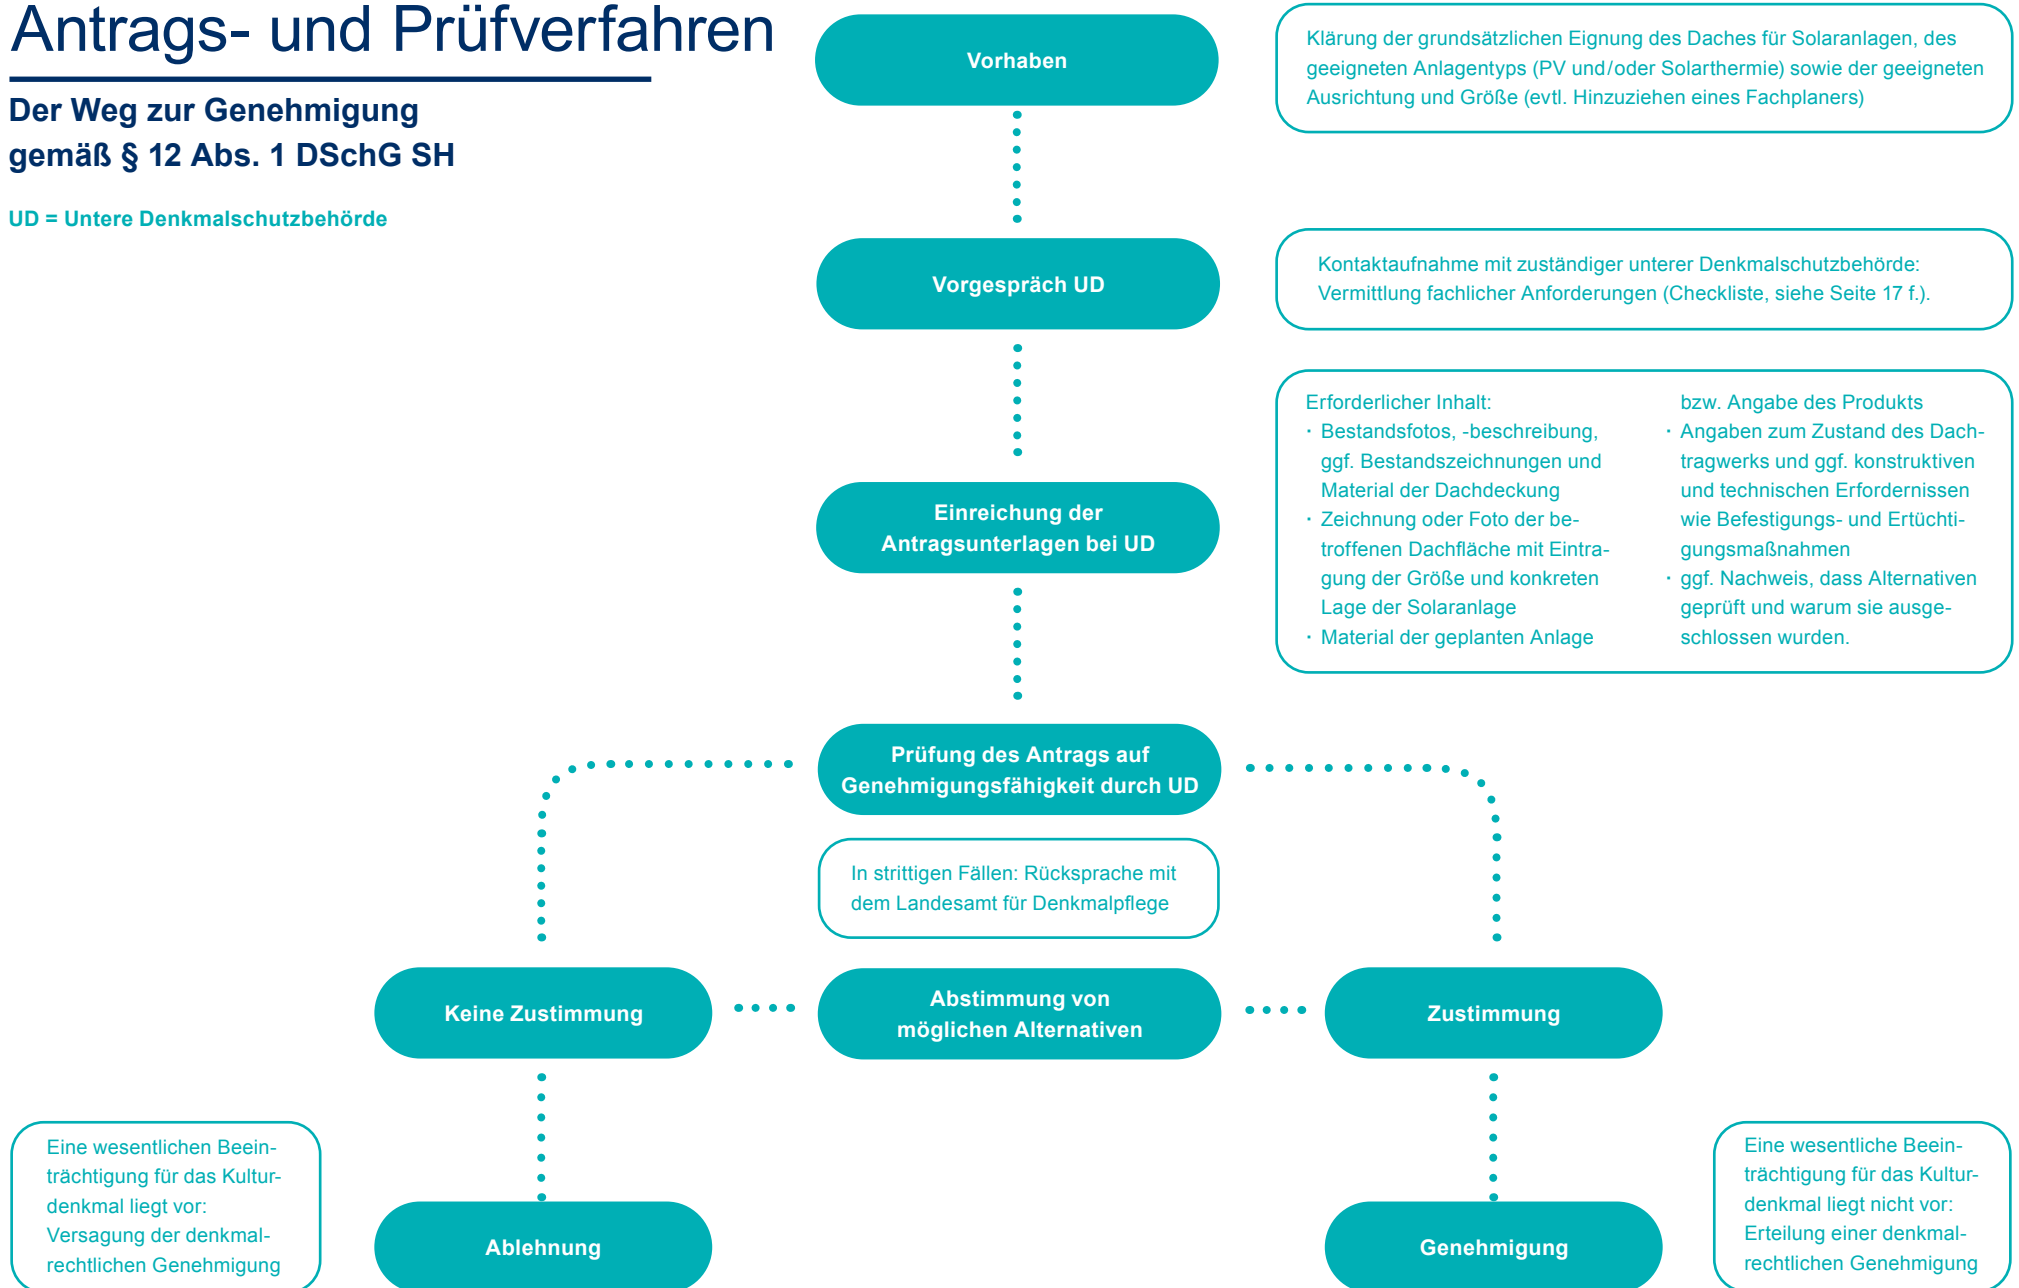 Antrags- und Prüfverfahren
Der Weg zur Genehmigung
gemäß § 12 Abs. 1 DSchG SH
UD = Untere Denkmalschutzbehörde
Vorhaben
Klärung der grundsätzlichen Eignung des Daches für Solaranlagen, des
geeigneten Anlagentyps (PV und/oder Solarthermie) sowie der geeigneten
Ausrichtung und Größe (evtl. Hinzuziehen eines Fachplaners)
Vorgespräch UD
Kontaktaufnahme mit zuständiger unterer Denkmalschutzbehörde:
Vermittlung fachlicher Anforderungen (Checkliste, siehe Seite 17 f.).
Einreichung der
Antragsunterlagen bei UD
Erforderlicher Inhalt:
· Bestandsfotos, -beschreibung,
ggf. Bestandszeichnungen und
Material der Dachdeckung
· Zeichnung oder Foto der be-
troffenen Dachfläche mit Eintra-
gung der Größe und konkreten
Lage der Solaranlage
· Material der geplanten Anlage
bzw. Angabe des Produkts
· Angaben zum Zustand des Dach-
tragwerks und ggf. konstruktiven
und technischen Erfordernissen
wie Befestigungs- und Ertüchti-
gungsmaßnahmen
· ggf. Nachweis, dass Alternativen
geprüft und warum sie ausge-
schlossen wurden.
Prüfung des Antrags auf
Genehmigungsfähigkeit durch UD
In strittigen Fällen: Rücksprache mit
dem Landesamt für Denkmalpflege
Keine Zustimmung
Abstimmung von
möglichen Alternativen
Zustimmung
Eine wesentlichen Beein-
trächtigung für das Kultur-
denkmal liegt vor:
Versagung der denkmal-
rechtlichen Genehmigung
Ablehnung
Genehmigung
Eine wesentliche Beein-
trächtigung für das Kultur-
denkmal liegt nicht vor:
Erteilung einer denkmal-
rechtlichen Genehmigung